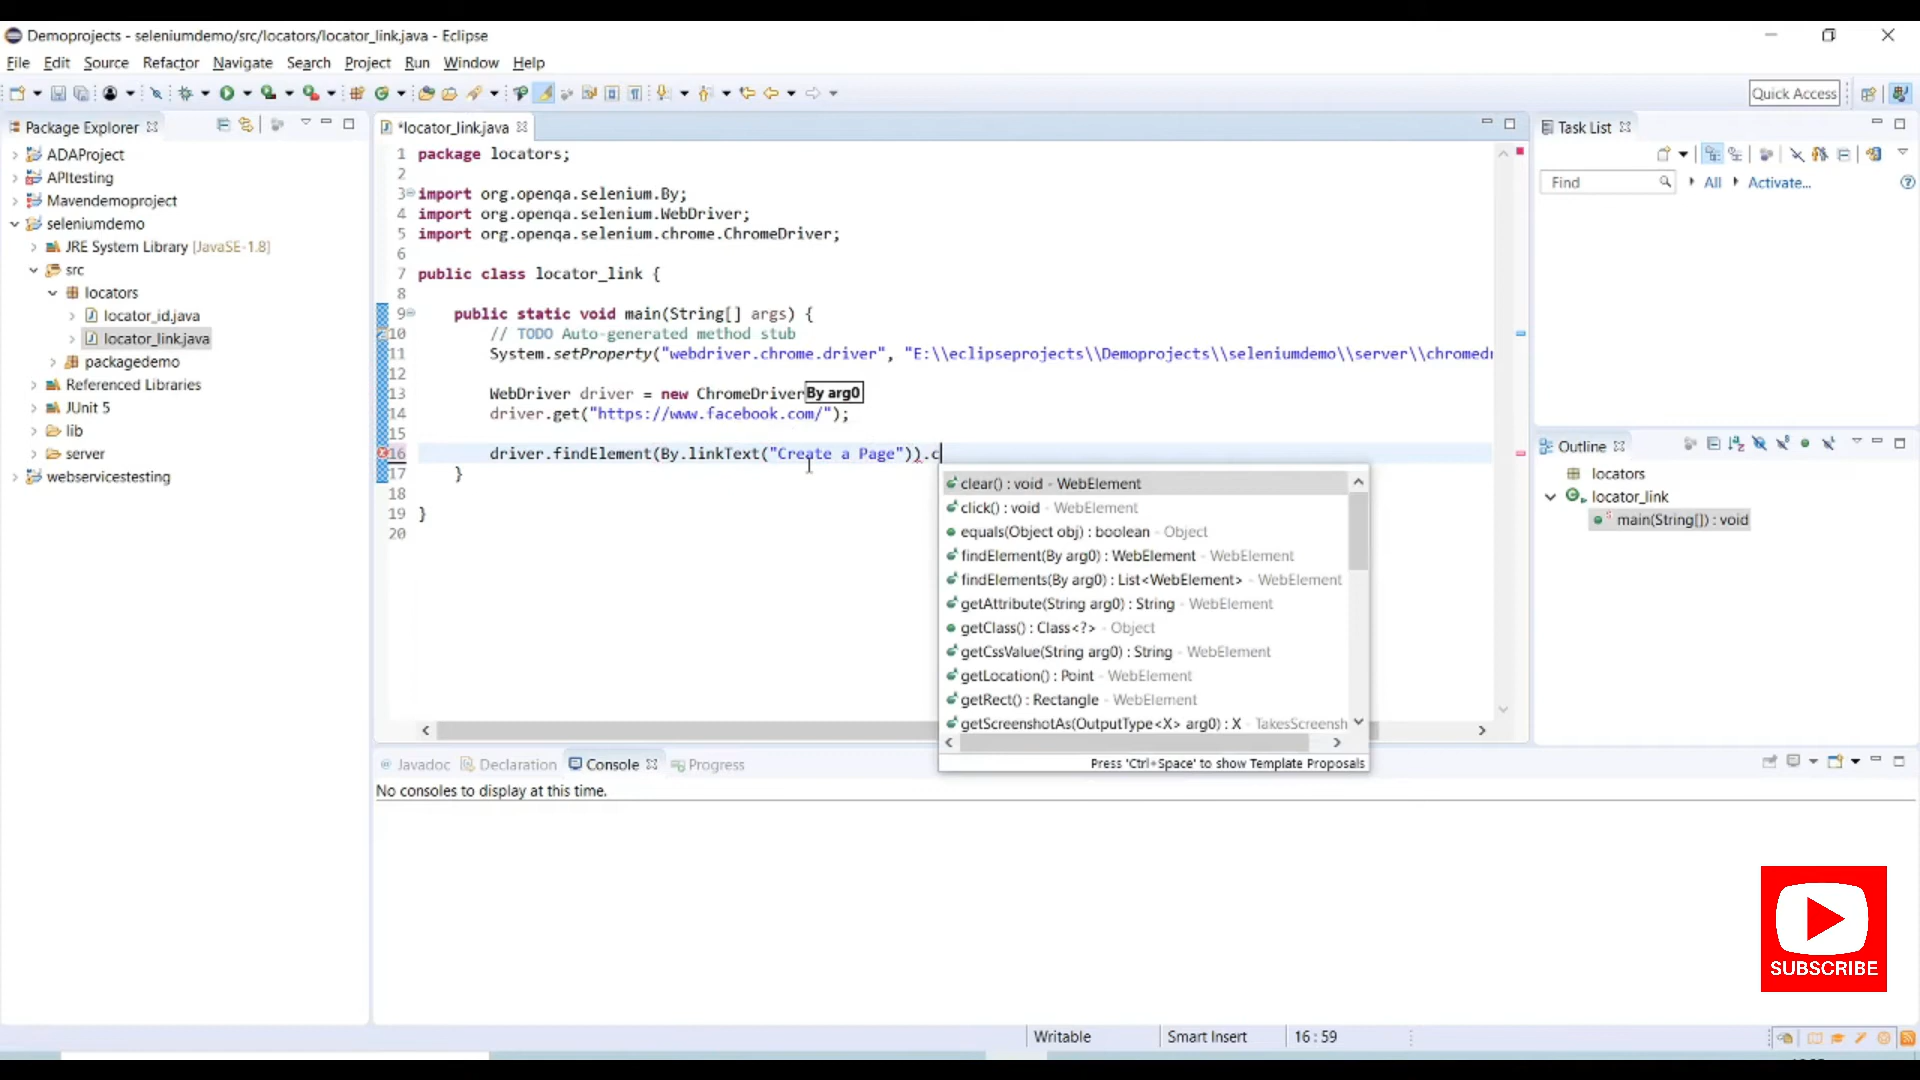 Demoprojects - seleniumdemo/src/locators/locator_link.java - Eclipse
File Edit Source Refactor Navigate Search Project Run Window Help
Quick Access
Package Explorer
ADAProject
APItesting
Mavendemoproject
seleniumdemo
JRE System Library [JavaSE-1.8]
src
locators
locator_id.java
locator_link.java
packagedemo
Referenced Libraries
JUnit 5
lib
server
webservicestesting
*locator_link.java
1 package locators;
2
3 import org.openqa.selenium.By;
4 import org.openqa.selenium.WebDriver;
5 import org.openqa.selenium.chrome.ChromeDriver;
6
7 public class locator_link {
8
9 public static void main(String[] args) {
10 // TODO Auto-generated method stub
11 System.setProperty("webdriver.chrome.driver", "E:\\eclipseprojects\\Demoprojects\\seleniumdemo\\server\\chromedr
12
13 WebDriver driver = new ChromeDriver By arg0
14 driver.get("https://www.facebook.com/");
15
16 driver.findElement(By.linkText("Create a Page")).c
17 }
18
19 }
20
clear() : void - WebElement
click() : void - WebElement
equals(Object obj) : boolean - Object
findElement(By arg0) : WebElement - WebElement
findElements(By arg0) : List<WebElement> - WebElement
getAttribute(String arg0) : String - WebElement
getClass() : Class<?> - Object
getCssValue(String arg0) : String - WebElement
getLocation() : Point - WebElement
getRect() : Rectangle - WebElement
getScreenshotAs(OutputType<X> arg0) : X - TakesScreensh
Press 'Ctrl+Space' to show Template Proposals
Task List
Find All Activate...
Outline
locators
locator_link
main(String[]) : void
Javadoc Declaration Console Progress
No consoles to display at this time.
SUBSCRIBE
Writable Smart Insert 16 : 59